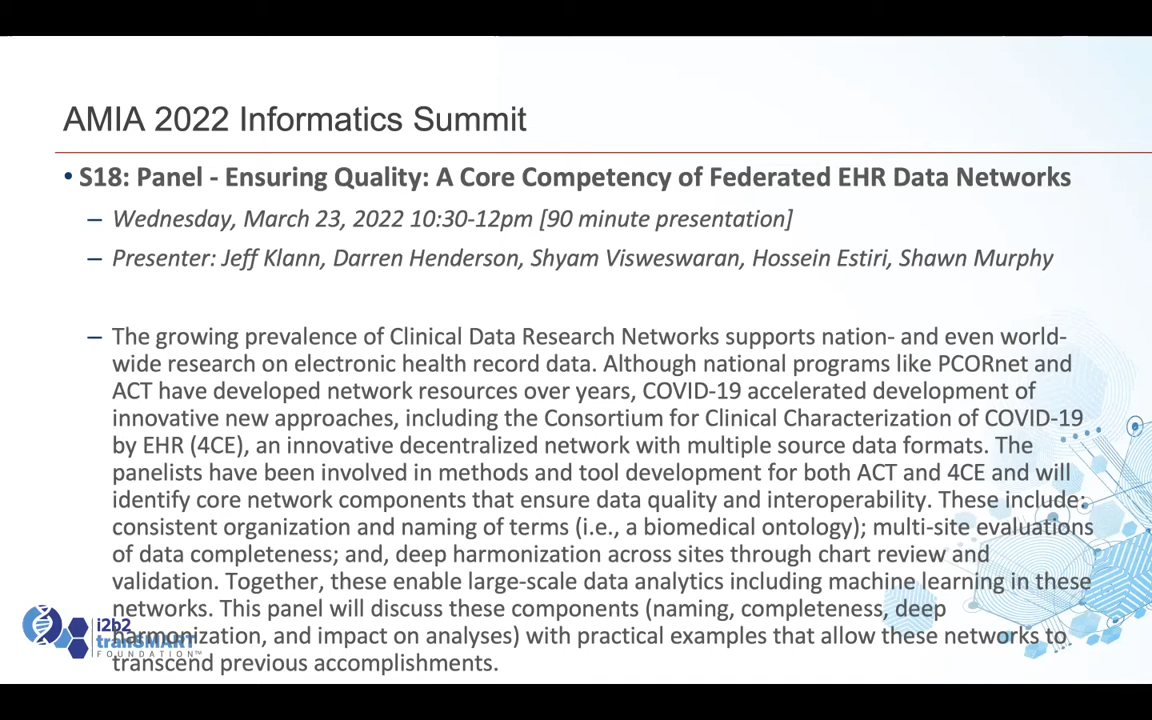 AMIA 2022 Informatics Summit
• S18: Panel - Ensuring Quality: A Core Competency of Federated EHR Data Networks
– Wednesday, March 23, 2022 10:30-12pm [90 minute presentation]
– Presenter: Jeff Klann, Darren Henderson, Shyam Visweswaran, Hossein Estiri, Shawn Murphy
– The growing prevalence of Clinical Data Research Networks supports nation- and even world-
wide research on electronic health record data. Although national programs like PCORnet and
ACT have developed network resources over years, COVID-19 accelerated development of
innovative new approaches, including the Consortium for Clinical Characterization of COVID-19
by EHR (4CE), an innovative decentralized network with multiple source data formats. The
panelists have been involved in methods and tool development for both ACT and 4CE and will
identify core network components that ensure data quality and interoperability. These include:
consistent organization and naming of terms (i.e., a biomedical ontology); multi-site evaluations
of data completeness; and, deep harmonization across sites through chart review and
validation. Together, these enable large-scale data analytics including machine learning in these
networks. This panel will discuss these components (naming, completeness, deep
harmonization, and impact on analyses) with practical examples that allow these networks to
transcend previous accomplishments.
i2b2
tranSMART
FOUNDATION™